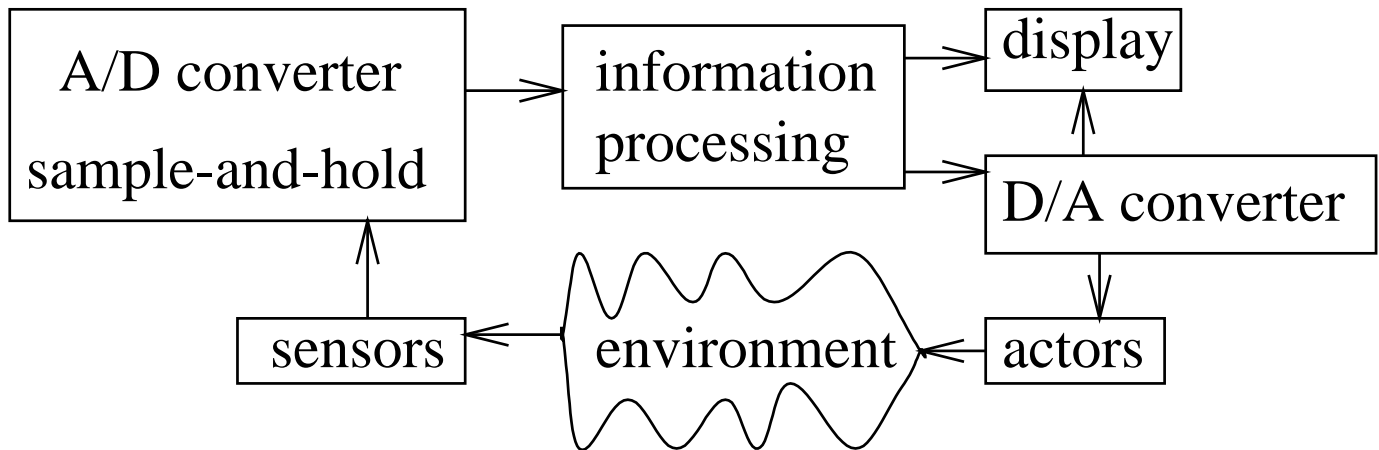 A/D converter
sample-and-hold
information
processing
display
D/A converter
sensors
environment
actors